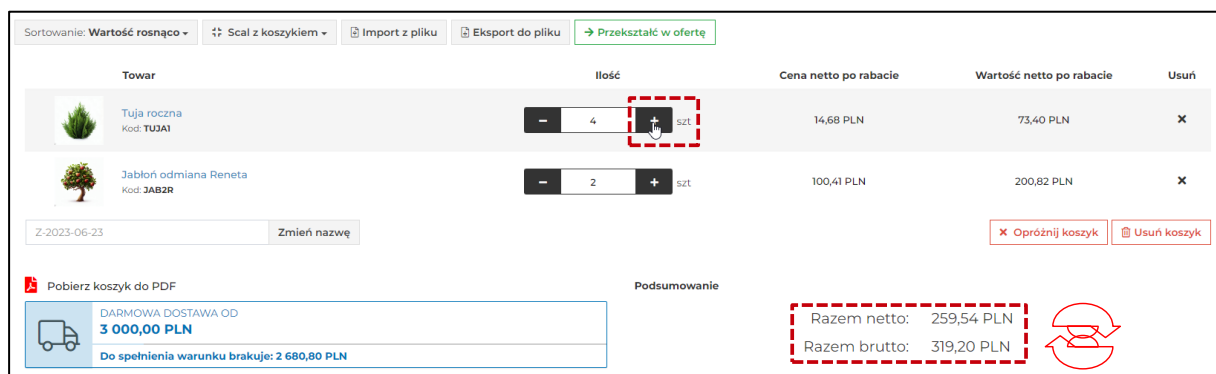 Sortowanie: Wartość rosnąco Scal z koszykiem Import z pliku Eksport do pliku → Przekształć w ofertę
Towar Ilość Cena netto po rabacie Wartość netto po rabacie Usuń
Tuja roczna
Kod: TUJA1
− 4 + szt 14,68 PLN 73,40 PLN ×
Jabłoń odmiana Reneta
Kod: JAB2R
− 2 + szt 100,41 PLN 200,82 PLN ×
Z-2023-06-23 Zmień nazwę × Opróżnij koszyk Usuń koszyk
Pobierz koszyk do PDF Podsumowanie
DARMOWA DOSTAWA OD
3 000,00 PLN
Do spełnienia warunku brakuje: 2 680,80 PLN
Razem netto: 259,54 PLN
Razem brutto: 319,20 PLN